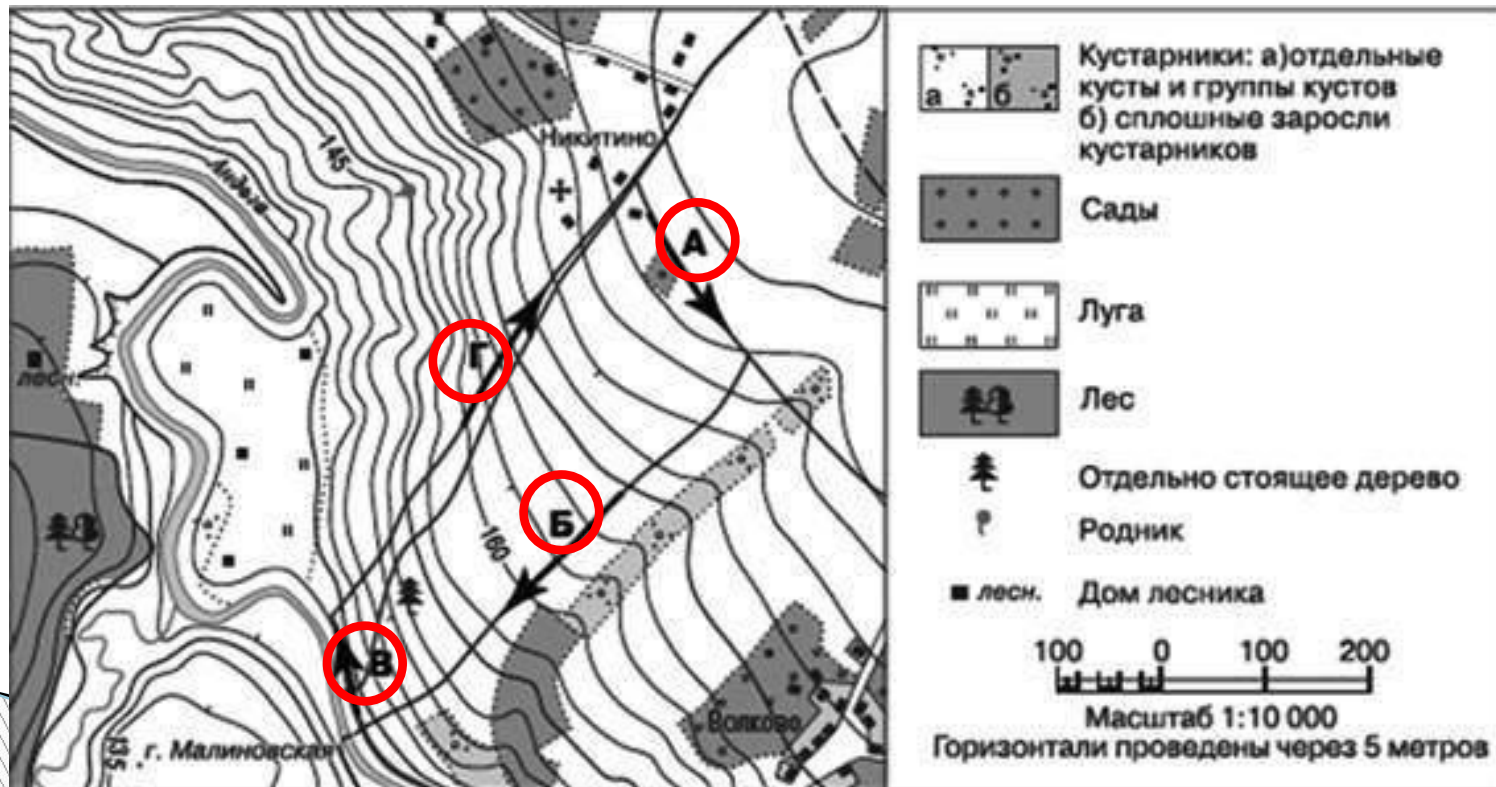 145
Никитино
Андога
А
Г
лесн.
Б
160
В
г. Малиновская
135
Волково
а
б
Кустарники: а)отдельные
кусты и группы кустов
б) сплошные заросли
кустарников
Сады
Луга
Лес
Отдельно стоящее дерево
Родник
лесн. Дом лесника
100 0 100 200
Масштаб 1:10 000
Горизонтали проведены через 5 метров